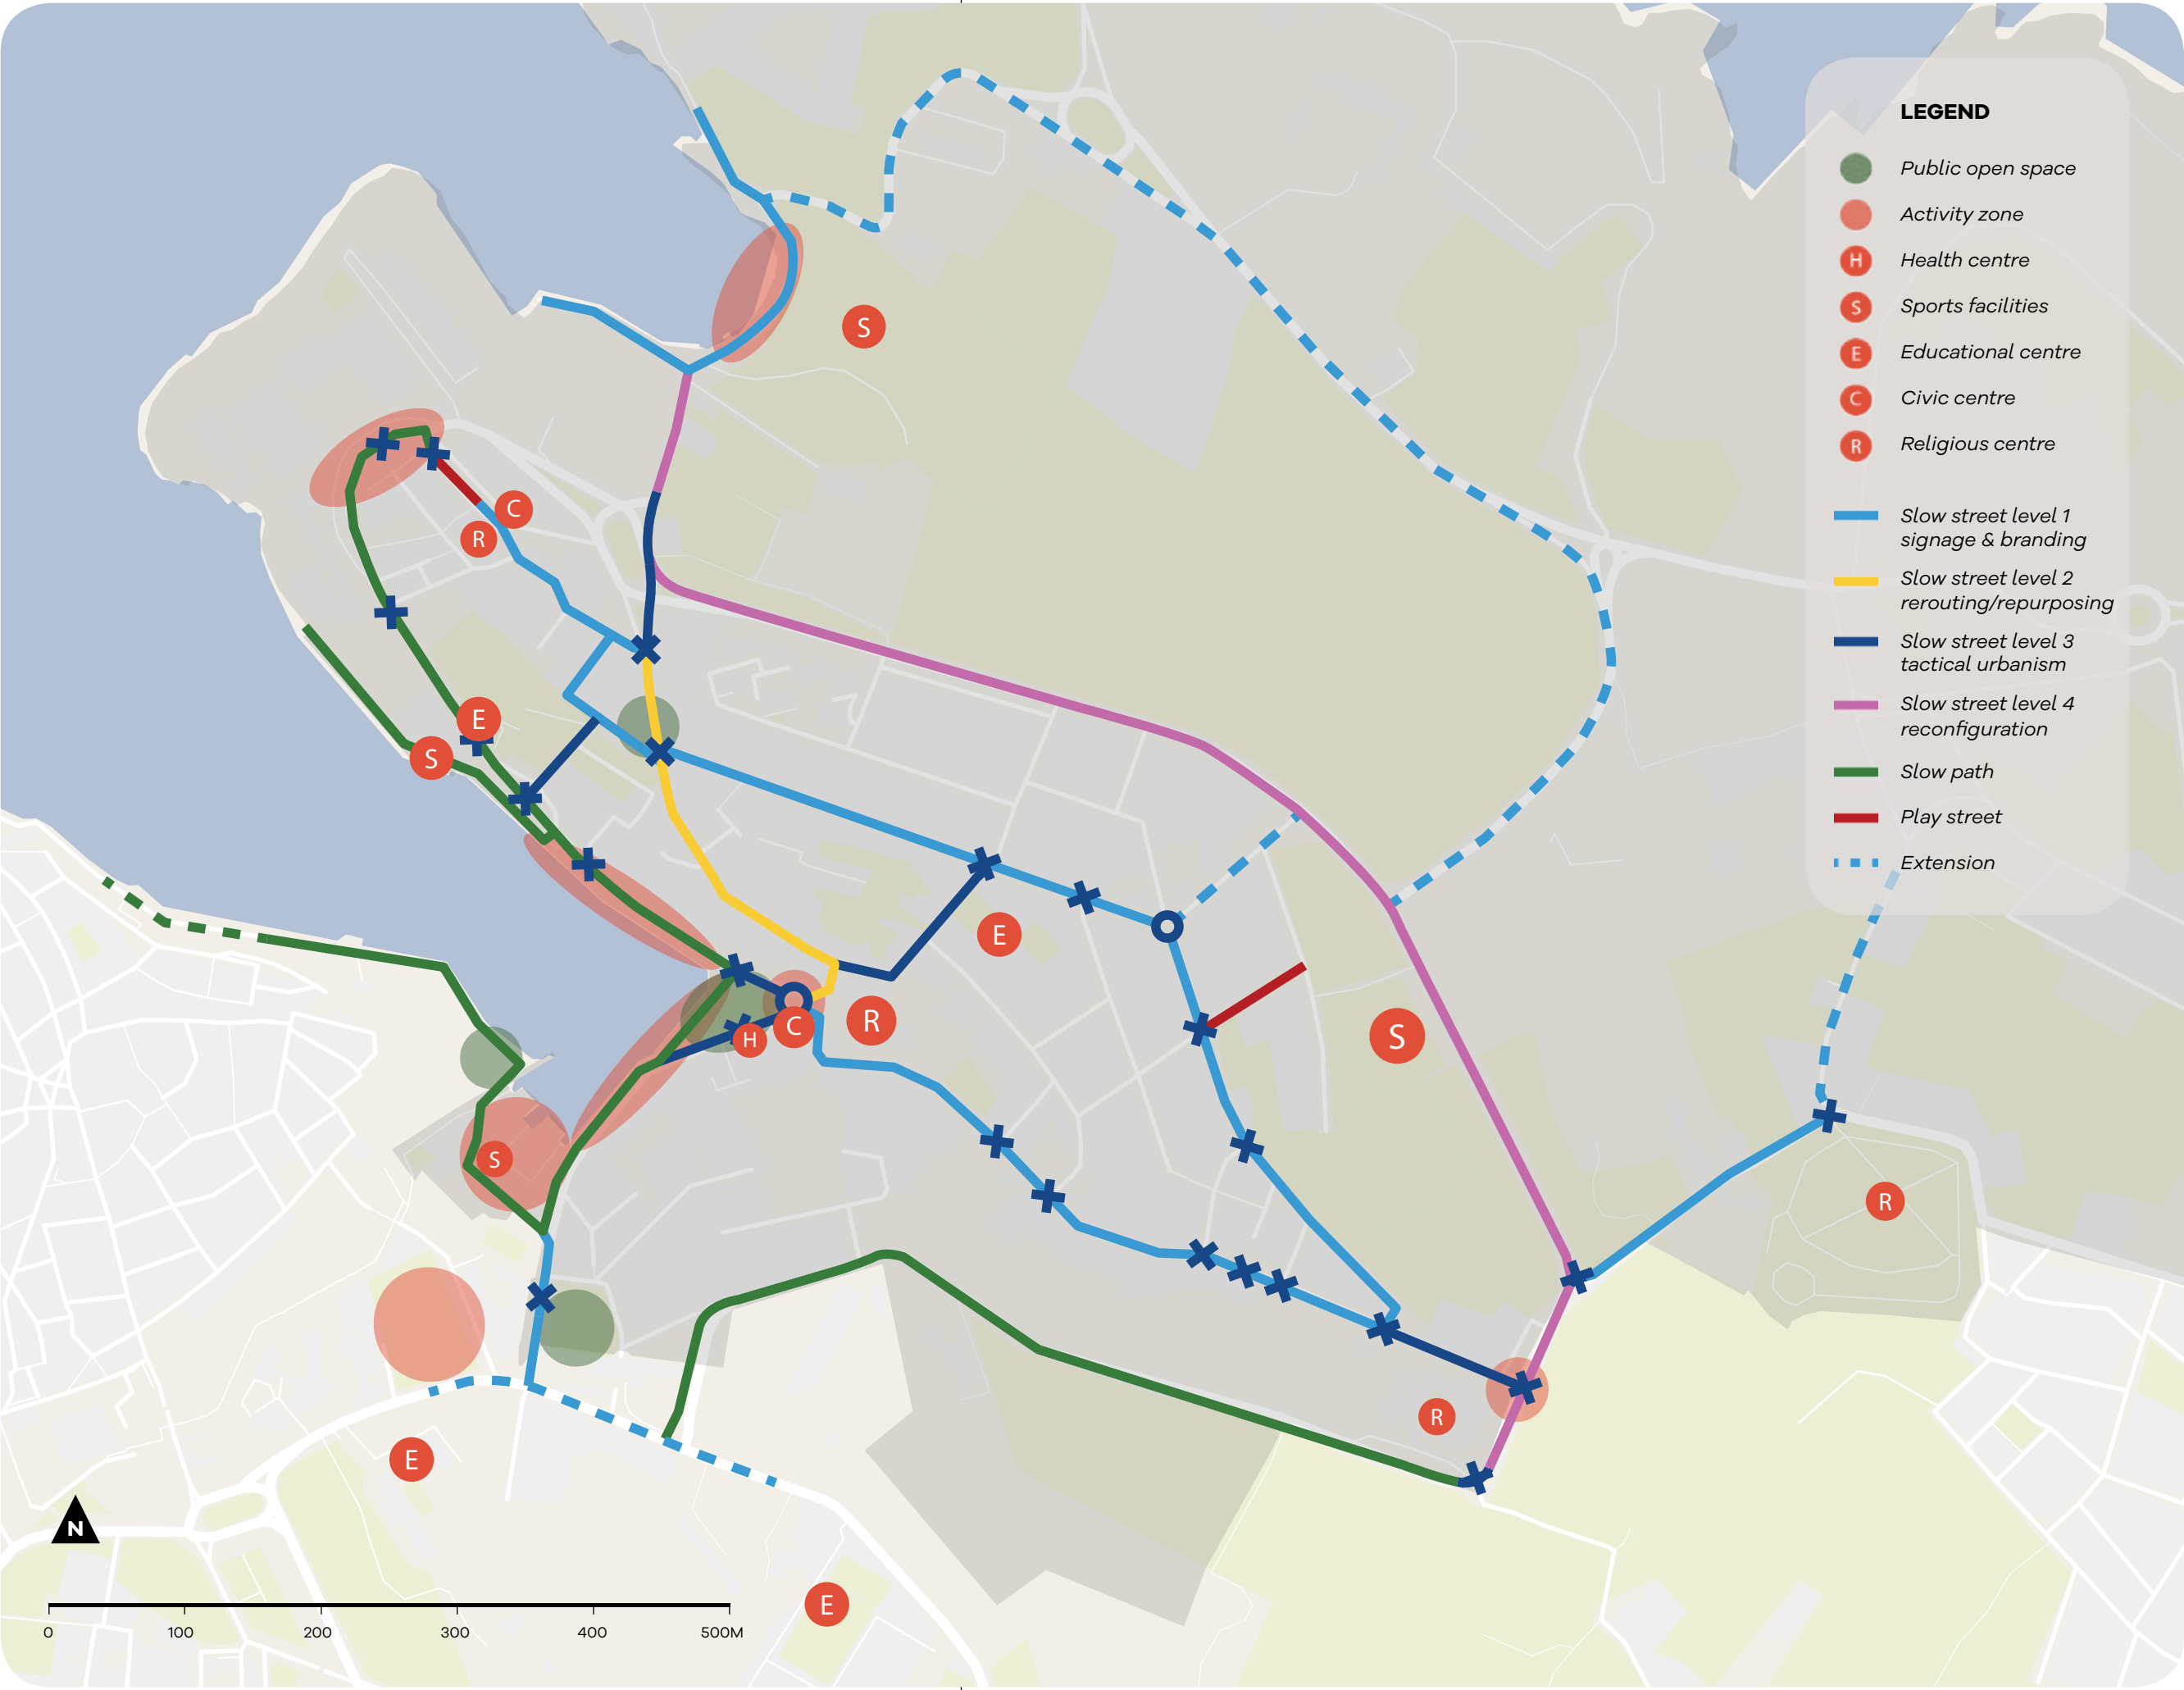 LEGEND
Public open space
Activity zone
H Health centre
S Sports facilities
E Educational centre
C Civic centre
R Religious centre
Slow street level 1
signage & branding
Slow street level 2
rerouting/repurposing
Slow street level 3
tactical urbanism
Slow street level 4
reconfiguration
Slow path
Play street
Extension
S
C
R
E
S
E
R
C
H
S
S
R
R
E
E
N
0 100 200 300 400 500M